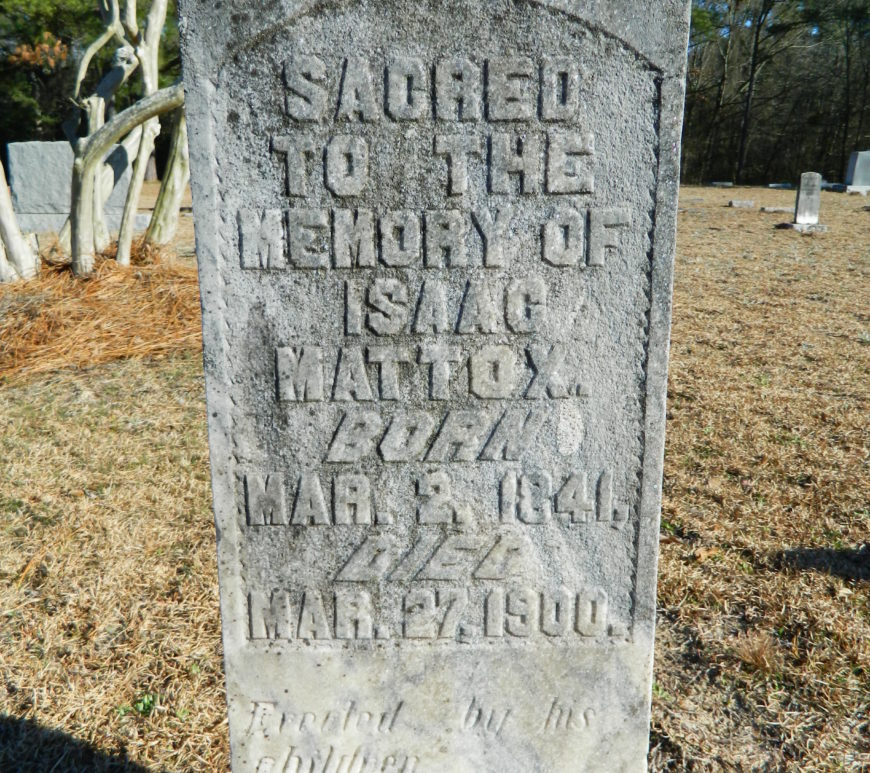 SACRED
TO THE
MEMORY OF
ISAAC
MATTOX.
BORN
MAR. 2, 1841.
DIED
MAR. 27, 1900.
Erected by his
children